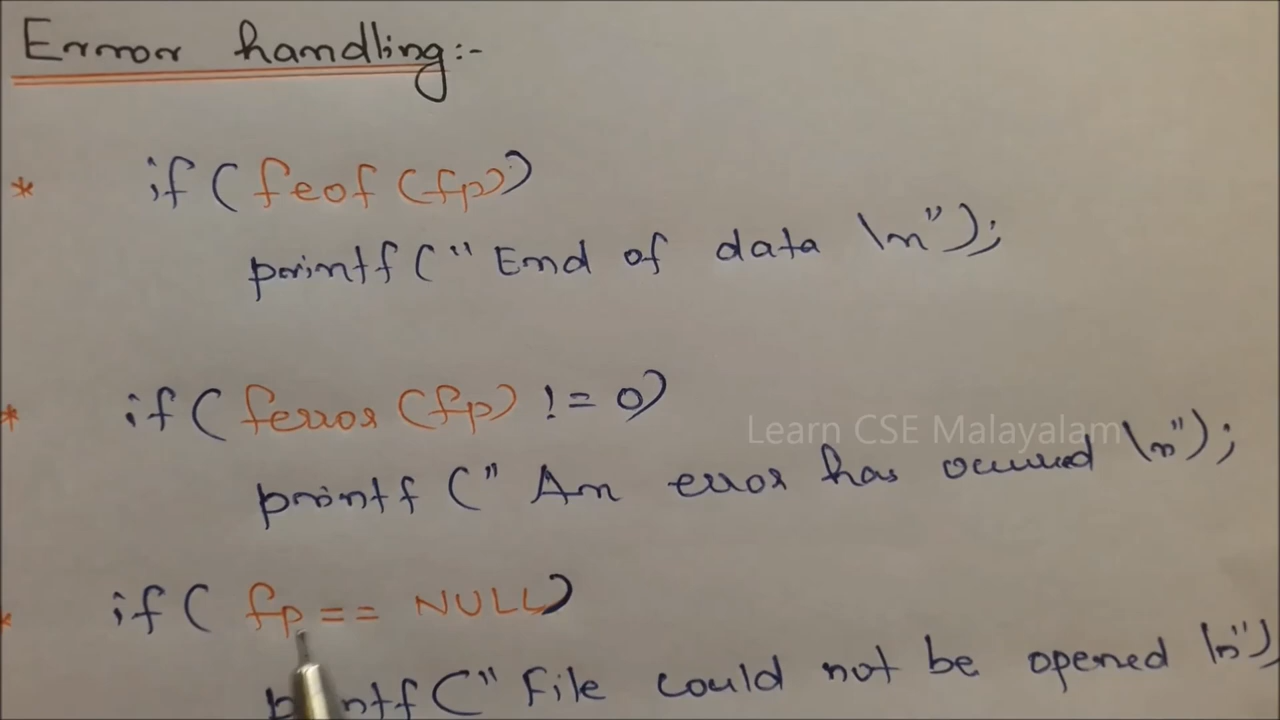 Error handling:-
* if ( feof (fp))
printf (" End of data \n");
* if ( ferror (fp) != 0)
Learn CSE Malayalam
printf (" An error has occurred \n");
* if ( fp == NULL)
printf (" File could not be opened \n")